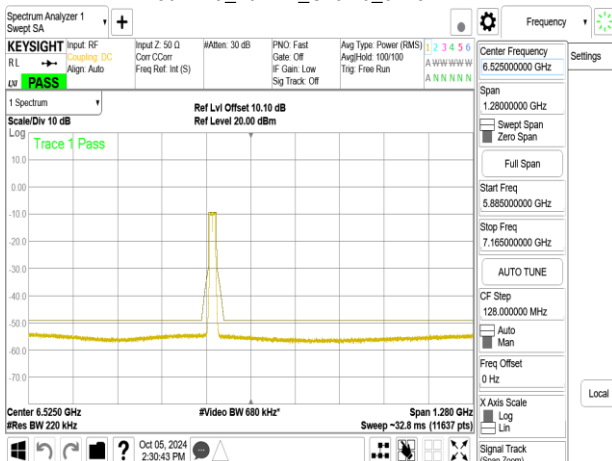 Spectrum Analyzer 1
Swept SA
Frequency
Settings
KEYSIGHT
RL
LXI
PASS
Input: RF
Coupling: DC
Align: Auto
Input Z: 50 Ω
Corr CCorr
Freq Ref: Int (S)
#Atten: 30 dB
PNO: Fast
Gate: Off
IF Gain: Low
Sig Track: Off
Avg Type: Power (RMS)
Avg|Hold: 100/100
Trig: Free Run
1 2 3 4 5 6
A W W W W W
A N N N N N
1 Spectrum
Scale/Div 10 dB
Ref Lvl Offset 10.10 dB
Ref Level 20.00 dBm
Log
Trace 1 Pass
10.0
0.00
-10.0
-20.0
-30.0
-40.0
-50.0
-60.0
-70.0
Center 6.5250 GHz
#Res BW 220 kHz
#Video BW 680 kHz*
Span 1.280 GHz
Sweep ~32.8 ms (11637 pts)
Oct 05, 2024
2:30:43 PM
Center Frequency
6.525000000 GHz
Span
1.28000000 GHz
Swept Span
Zero Span
Full Span
Start Freq
5.885000000 GHz
Stop Freq
7.165000000 GHz
AUTO TUNE
CF Step
128.000000 MHz
Auto
Man
Freq Offset
0 Hz
X Axis Scale
Log
Lin
Signal Track
(Span Zoom)
Local